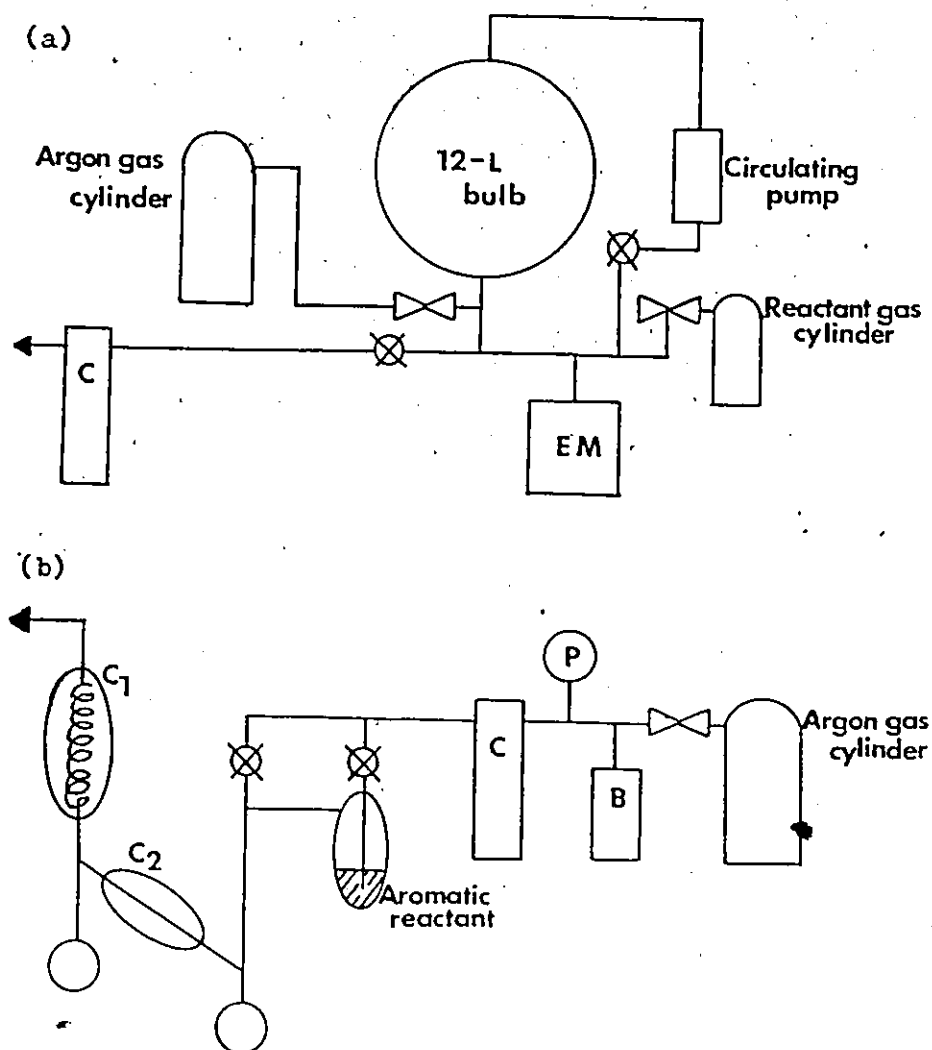 (a)
Argon gas
cylinder
12-L
bulb
Circulating
pump
Reactant gas
cylinder
C
EM
(b)
C1
P
C
Argon gas
cylinder
B
C2
Aromatic
reactant